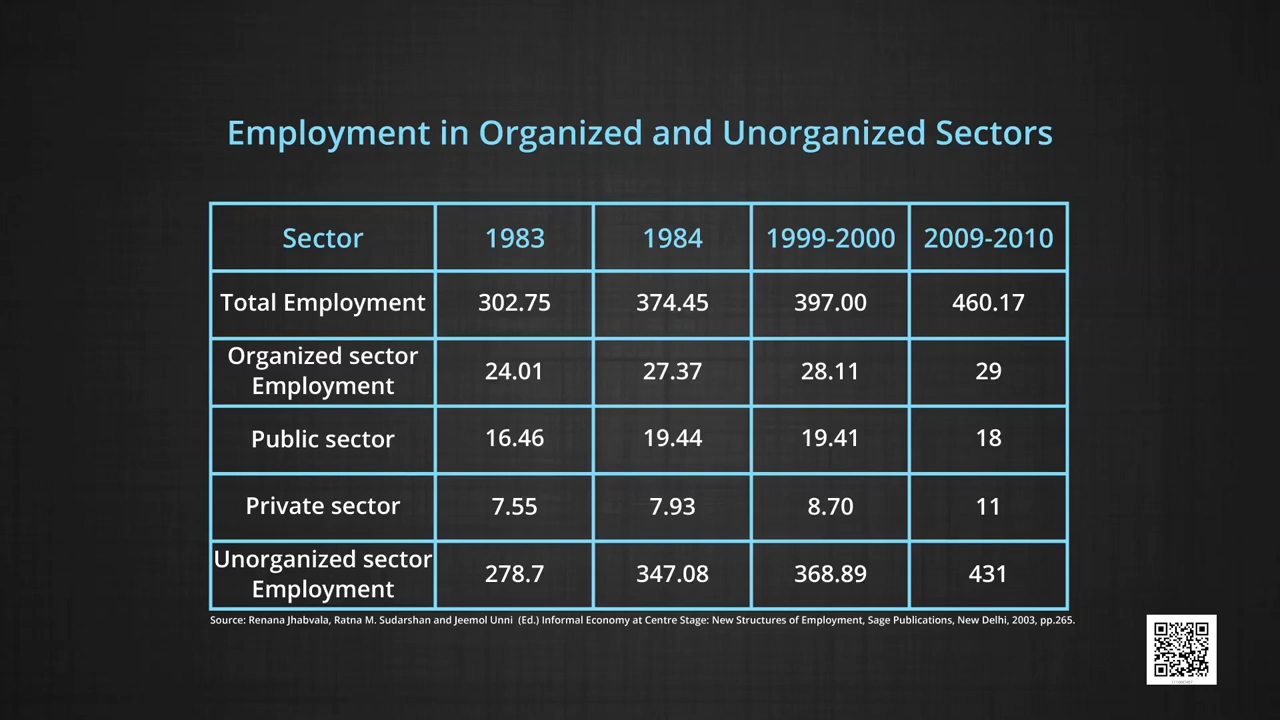 Employment in Organized and Unorganized Sectors
Sector 1983 1984 1999-2000 2009-2010
Total Employment 302.75 374.45 397.00 460.17
Organized sector
Employment 24.01 27.37 28.11 29
Public sector 16.46 19.44 19.41 18
Private sector 7.55 7.93 8.70 11
Unorganized sector
Employment 278.7 347.08 368.89 431
Source: Renana Jhabvala, Ratna M. Sudarshan and Jeemol Unni (Ed.) Informal Economy at Centre Stage: New Structures of Employment, Sage Publications, New Delhi, 2003, pp.265.